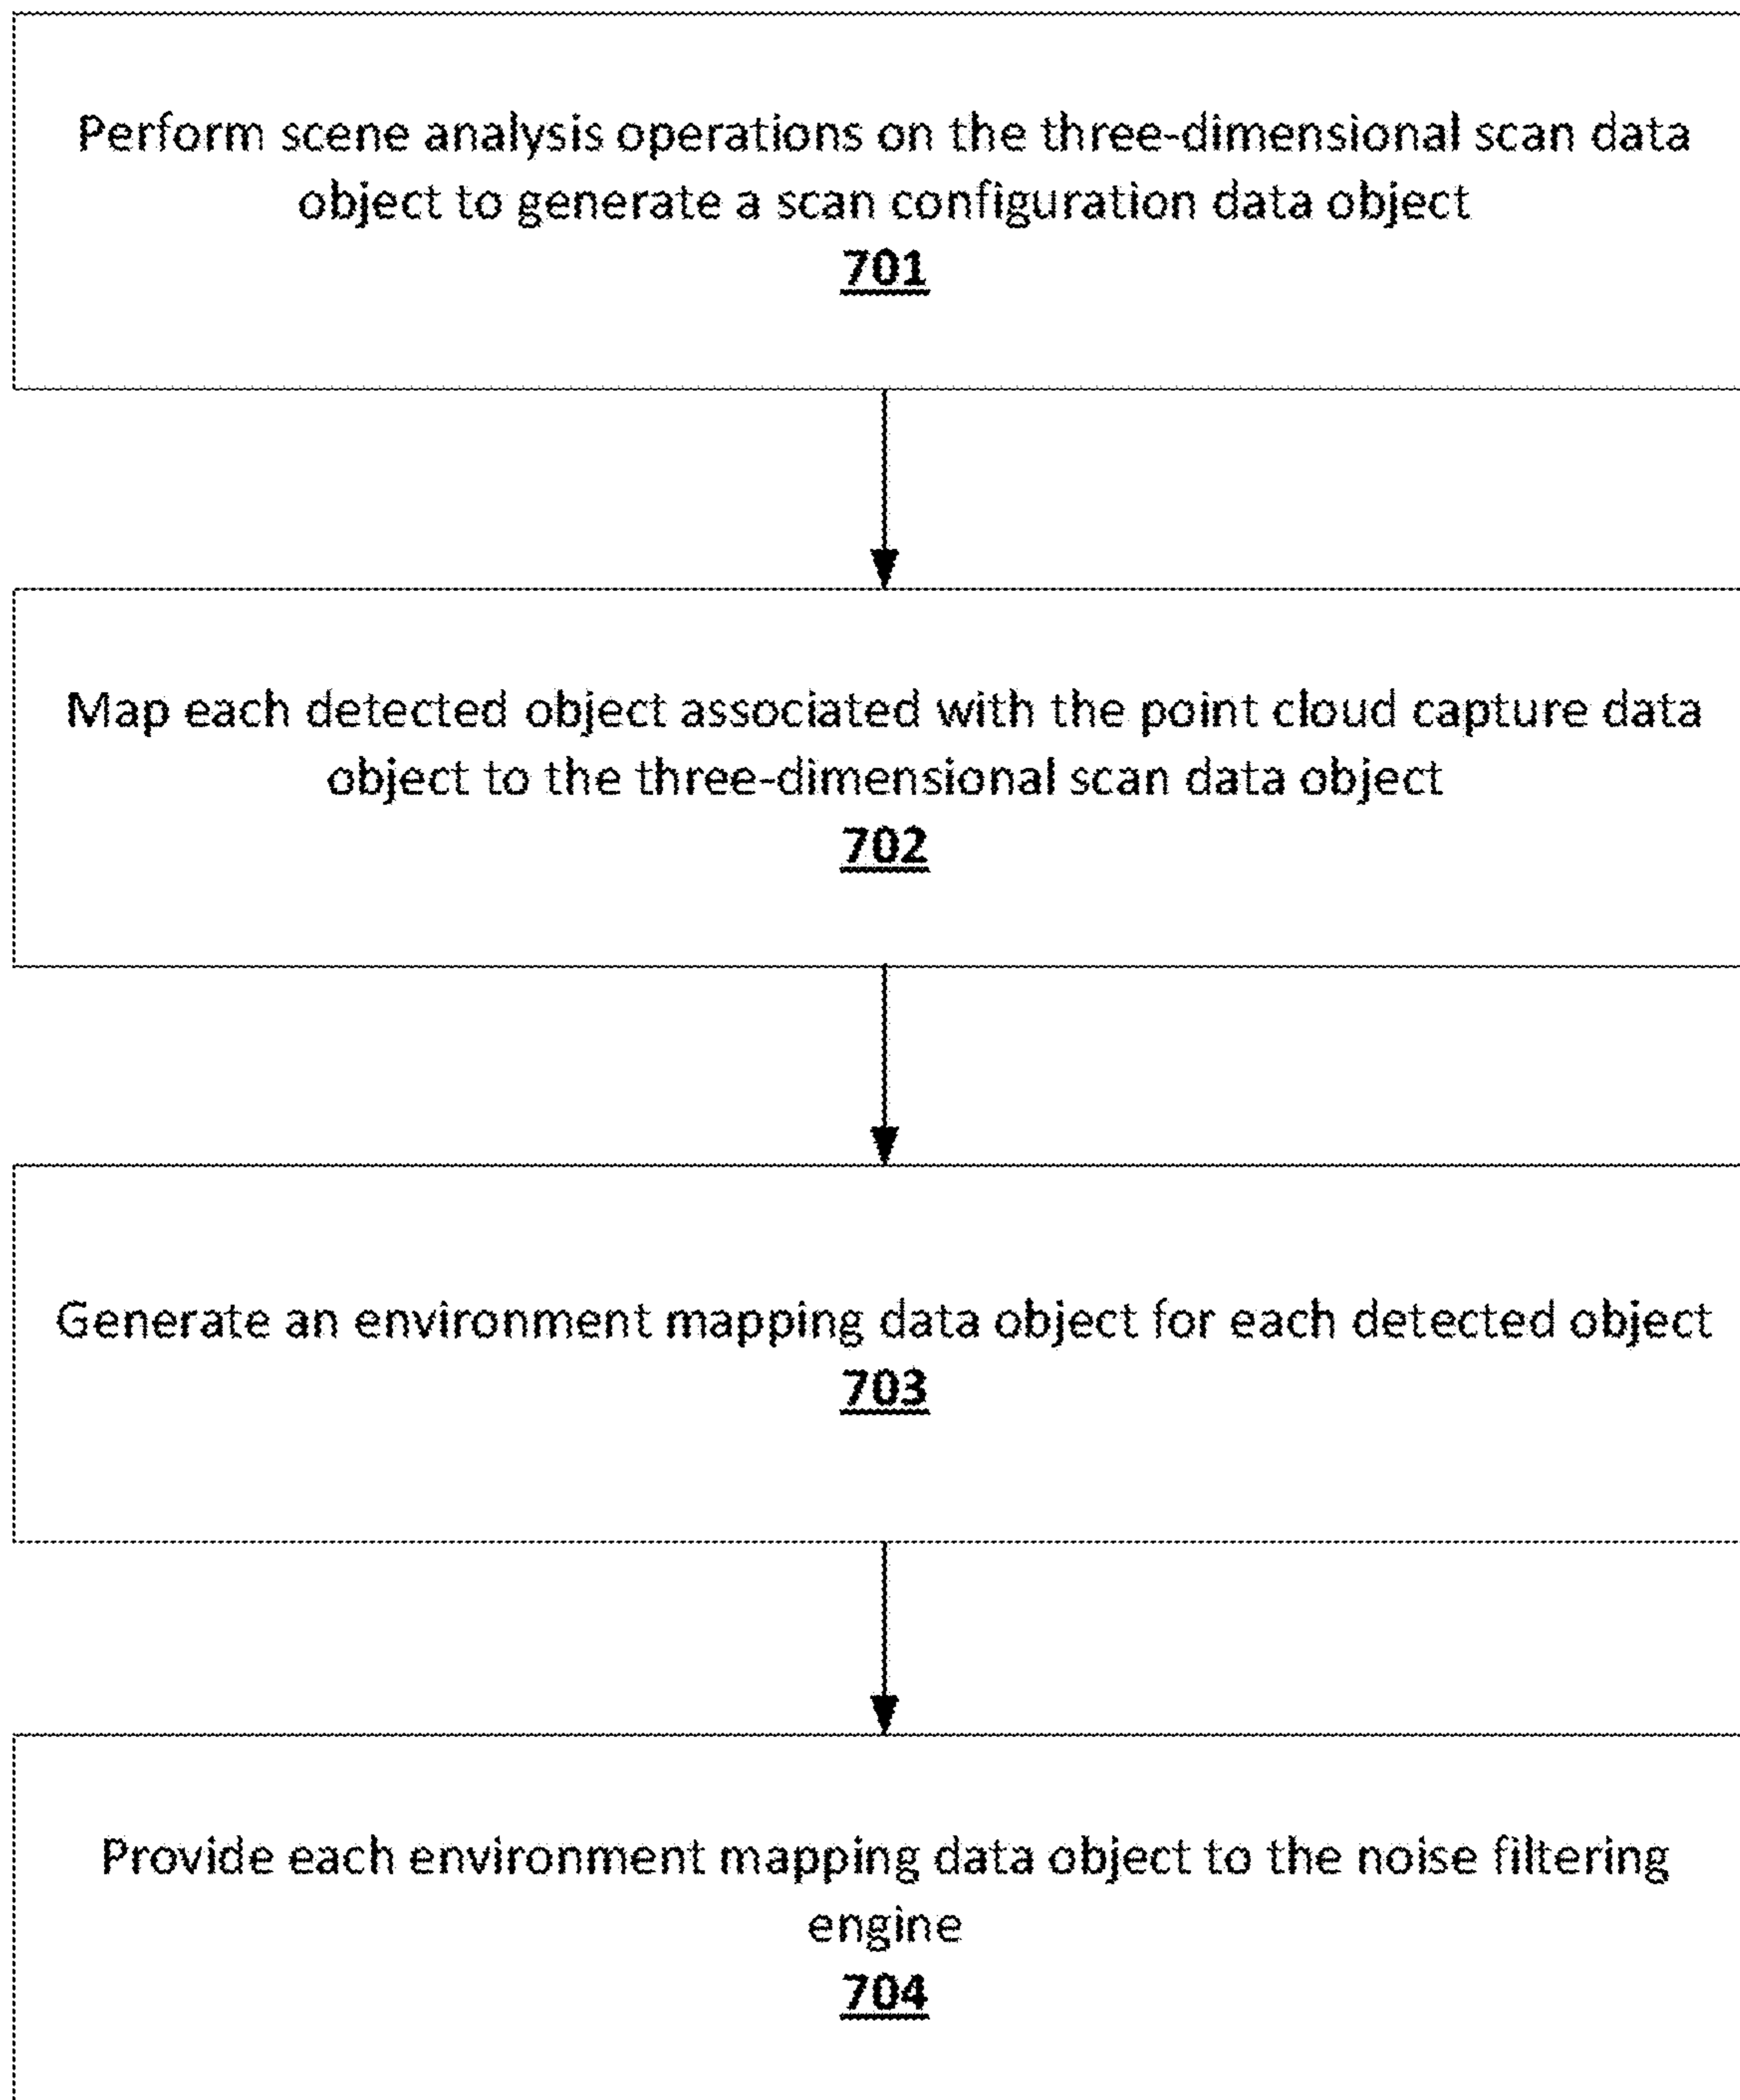 Perform scene analysis operations on the three-dimensional scan data
object to generate a scan configuration data object
701
Map each detected object associated with the point cloud capture data
object to the three-dimensional scan data object
702
Generate an environment mapping data object for each detected object
703
Provide each environment mapping data object to the noise filtering
engine
704